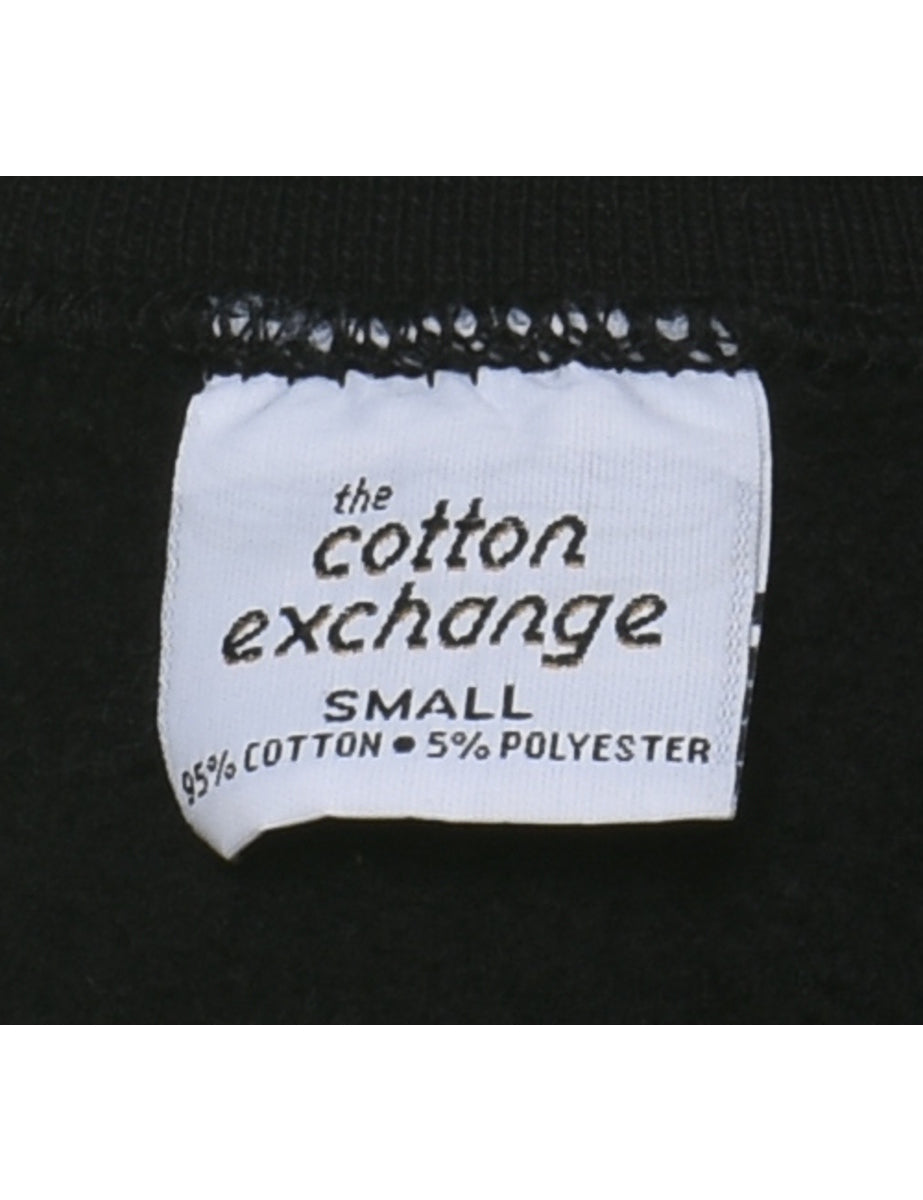 the
cotton
exchange
SMALL
95% COTTON • 5% POLYESTER